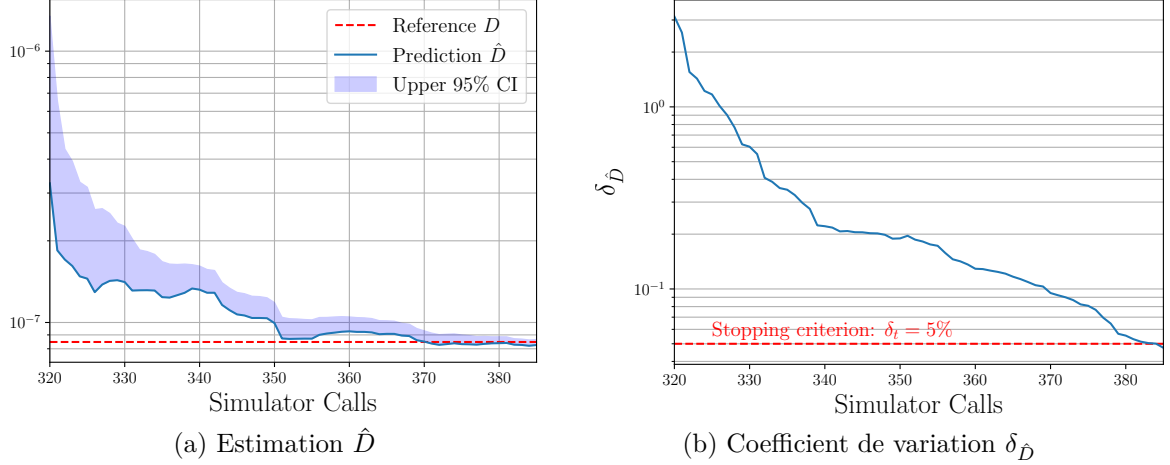 Reference D
Prediction D̂
Upper 95% CI
10⁻⁶
10⁻⁷
320 330 340 350 360 370 380
Simulator Calls
(a) Estimation D̂
10⁰
10⁻¹
δ_D̂
Stopping criterion: δₜ = 5%
320 330 340 350 360 370 380
Simulator Calls
(b) Coefficient de variation δ_D̂